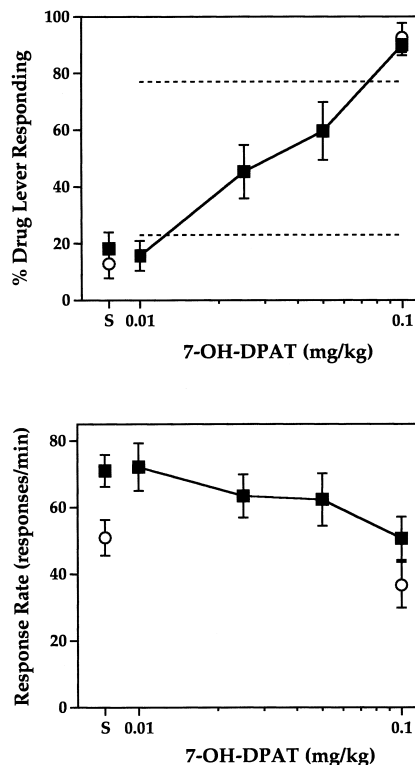 % Drug Lever Responding
100
80
60
40
20
0
S 0.01 0.1
7-OH-DPAT (mg/kg)
Response Rate (responses/min)
80
60
40
20
0
S 0.01 0.1
7-OH-DPAT (mg/kg)